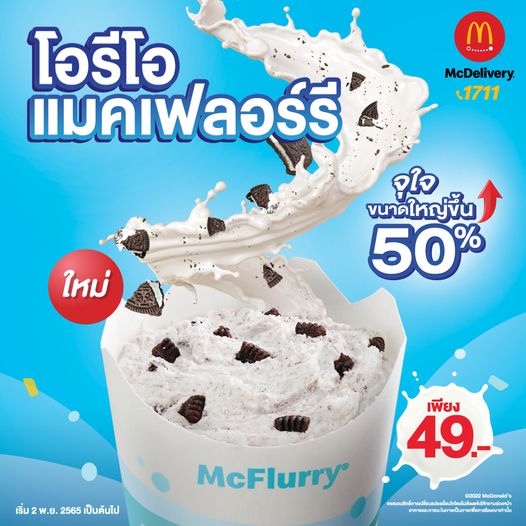 โอรีโอ
แมคเฟลอร์รี
McDelivery.
1711
จุใจ
ขนาดใหญ่ขึ้น
50%
ใหม่
McFlurry®
เพียง
49.-
เริ่ม 2 พ.ย. 2565 เป็นต้นไป
©2022 McDonald's